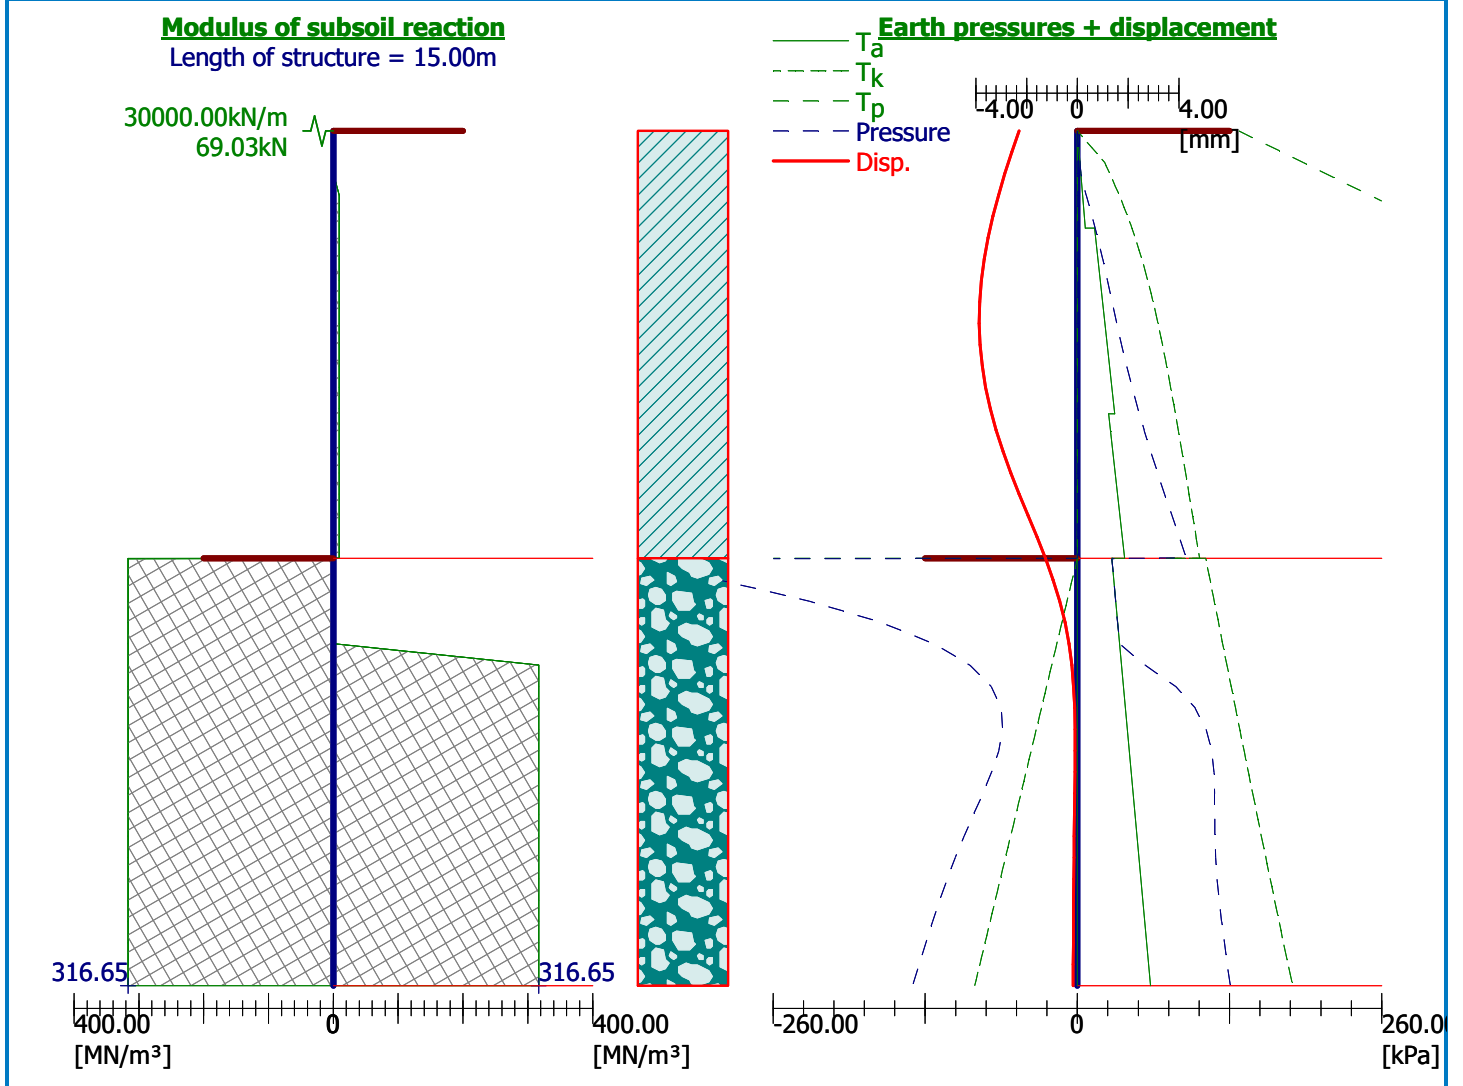 Modulus of subsoil reaction
Length of structure = 15.00m
30000.00kN/m
69.03kN
316.65
316.65
400.00
0
400.00
[MN/m³]
[MN/m³]
Earth pressures + displacement
Ta
Tk
Tp
Pressure
Disp.
-4.00
0
4.00
[mm]
-260.00
0
260.00
[kPa]